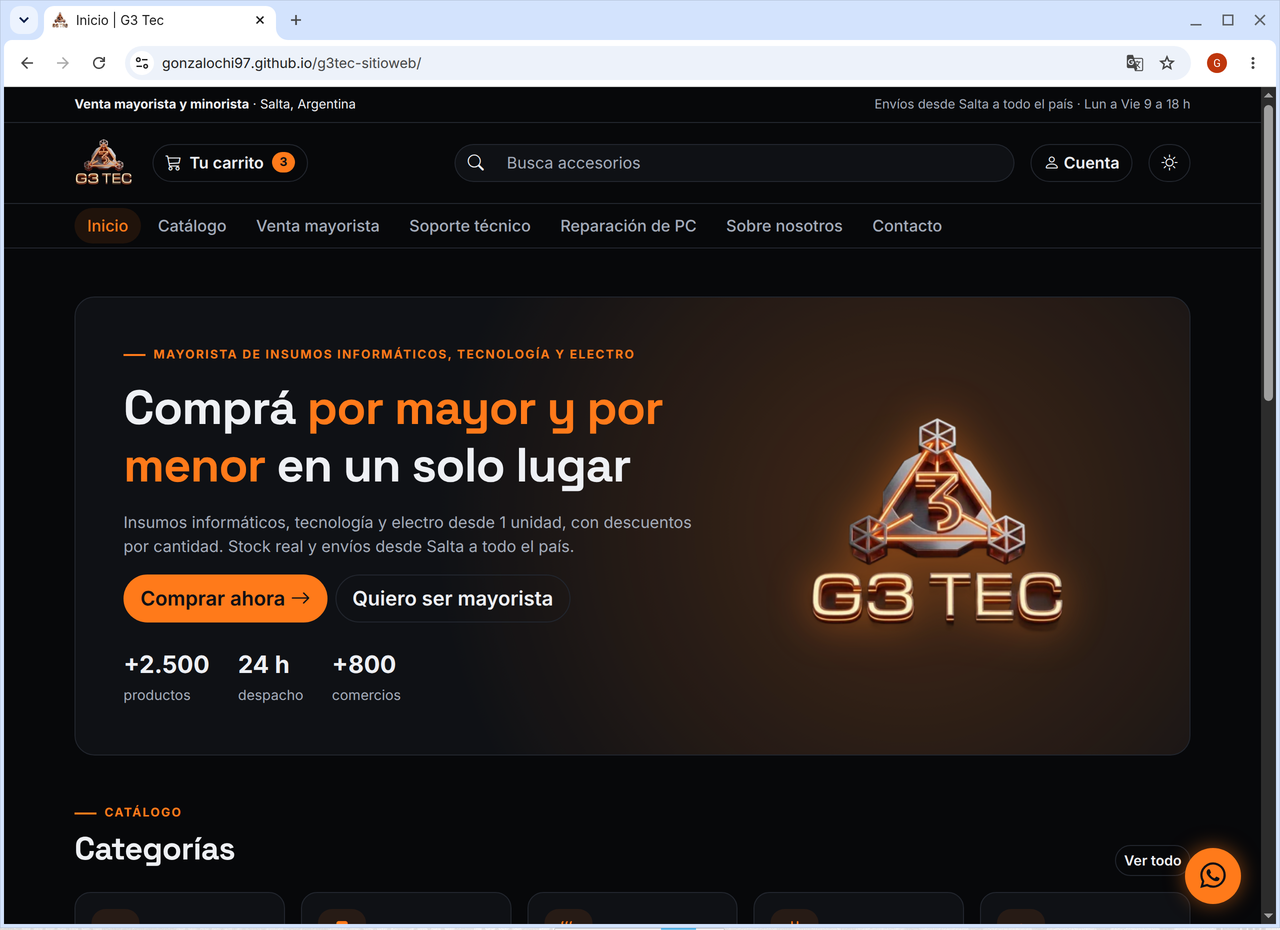 Inicio | G3 Tec
gonzalochi97.github.io/g3tec-sitioweb/
G
Venta mayorista y minorista · Salta, Argentina
Envíos desde Salta a todo el país · Lun a Vie 9 a 18 h
G3 TEC
Tu carrito 3
Busca accesorios
Cuenta
Inicio
Catálogo
Venta mayorista
Soporte técnico
Reparación de PC
Sobre nosotros
Contacto
MAYORISTA DE INSUMOS INFORMÁTICOS, TECNOLOGÍA Y ELECTRO
Comprá por mayor y por
menor en un solo lugar
Insumos informáticos, tecnología y electro desde 1 unidad, con descuentos
por cantidad. Stock real y envíos desde Salta a todo el país.
Comprar ahora →
Quiero ser mayorista
+2.500
productos
24 h
despacho
+800
comercios
3
G3 TEC
CATÁLOGO
Categorías
Ver todo